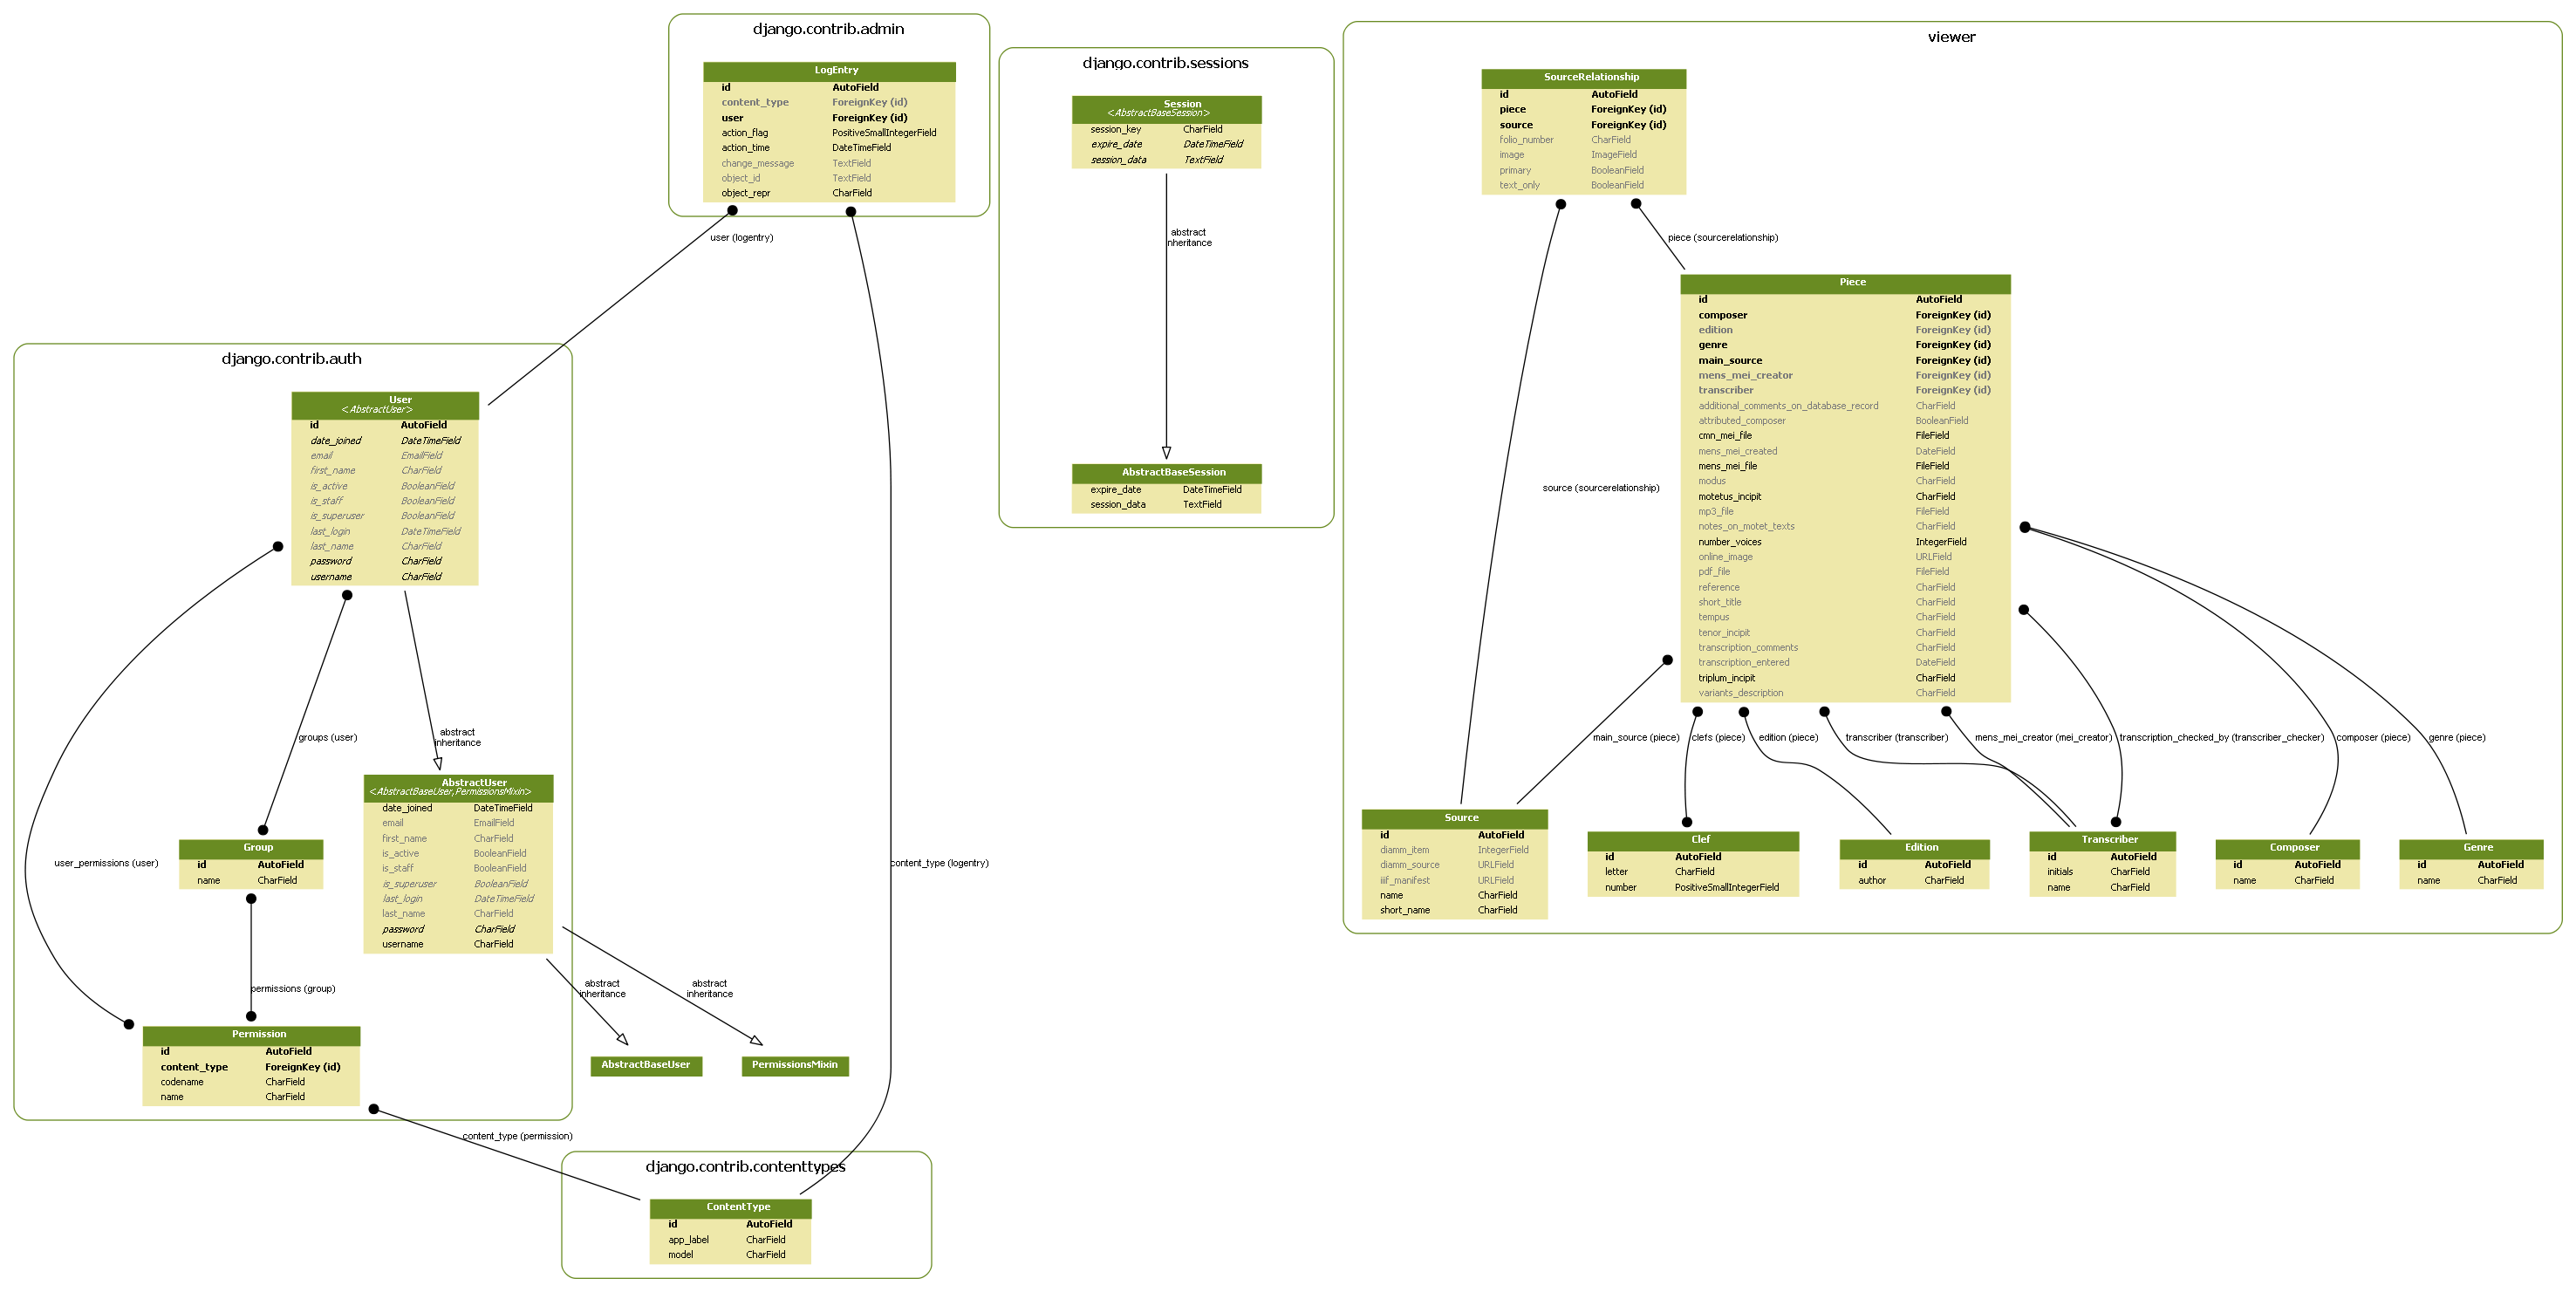 django.contrib.admin
LogEntry
id AutoField
content_type ForeignKey (id)
user ForeignKey (id)
action_flag PositiveSmallIntegerField
action_time DateTimeField
change_message TextField
object_id TextField
object_repr CharField
user (logentry)
content_type (logentry)
django.contrib.sessions
Session
<AbstractBaseSession>
session_key CharField
expire_date DateTimeField
session_data TextField
abstract
inheritance
AbstractBaseSession
expire_date DateTimeField
session_data TextField
django.contrib.auth
User
<AbstractUser>
id AutoField
date_joined DateTimeField
email EmailField
first_name CharField
is_active BooleanField
is_staff BooleanField
is_superuser BooleanField
last_login DateTimeField
last_name CharField
password CharField
username CharField
groups (user)
abstract
inheritance
user_permissions (user)
AbstractUser
<AbstractBaseUser,PermissionsMixin>
date_joined DateTimeField
email EmailField
first_name CharField
is_active BooleanField
is_staff BooleanField
is_superuser BooleanField
last_login DateTimeField
last_name CharField
password CharField
username CharField
Group
id AutoField
name CharField
permissions (group)
Permission
id AutoField
content_type ForeignKey (id)
codename CharField
name CharField
abstract
inheritance
abstract
inheritance
AbstractBaseUser
PermissionsMixin
content_type (permission)
django.contrib.contenttypes
ContentType
id AutoField
app_label CharField
model CharField
viewer
SourceRelationship
id AutoField
piece ForeignKey (id)
source ForeignKey (id)
folio_number CharField
image ImageField
primary BooleanField
text_only BooleanField
piece (sourcerelationship)
source (sourcerelationship)
Piece
id AutoField
composer ForeignKey (id)
edition ForeignKey (id)
genre ForeignKey (id)
main_source ForeignKey (id)
mens_mei_creator ForeignKey (id)
transcriber ForeignKey (id)
additional_comments_on_database_record CharField
attributed_composer BooleanField
cmn_mei_file FileField
mens_mei_created DateField
mens_mei_file FileField
modus CharField
motetus_incipit CharField
mp3_file FileField
notes_on_motet_texts CharField
number_voices IntegerField
online_image URLField
pdf_file FileField
reference CharField
short_title CharField
tempus CharField
tenor_incipit CharField
transcription_comments CharField
transcription_entered DateField
triplum_incipit CharField
variants_description CharField
main_source (piece)
clefs (piece)
edition (piece)
transcriber (transcriber)
mens_mei_creator (mei_creator)
transcription_checked_by (transcriber_checker)
composer (piece)
genre (piece)
Source
id AutoField
diamm_item IntegerField
diamm_source URLField
iiif_manifest URLField
name CharField
short_name CharField
Clef
id AutoField
letter CharField
number PositiveSmallIntegerField
Edition
id AutoField
author CharField
Transcriber
id AutoField
initials CharField
name CharField
Composer
id AutoField
name CharField
Genre
id AutoField
name CharField